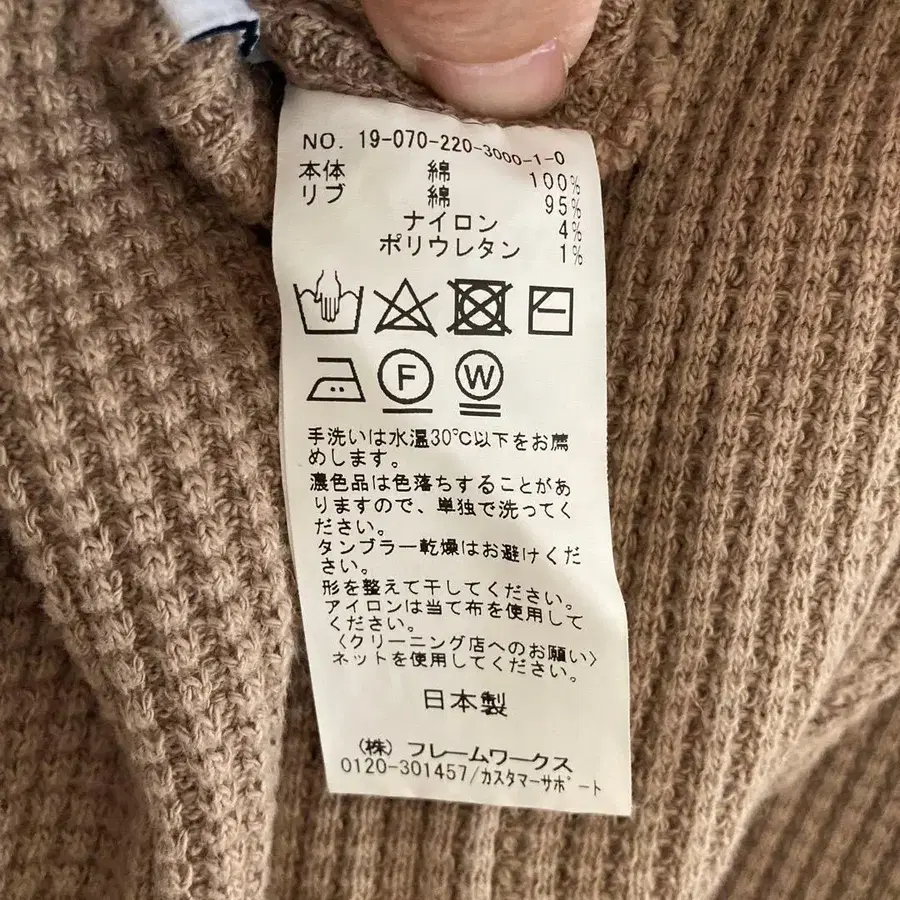 NO. 19-070-220-3000-1-0
本体 綿 100%
リブ 綿 95%
ナイロン 4%
ポリウレタン 1%
F W
手洗いは水温30℃以下をお薦
めします。
濃色品は色落ちすることがあ
りますので、単独で洗ってく
ださい。
タンブラー乾燥はお避けくだ
さい。
形を整えて干してください。
アイロンは当て布を使用して
ください。
〈クリーニング店へのお願い〉
ネットを使用してください。
日本製
(株) フレームワークス
0120-301457/カスタマーサポート